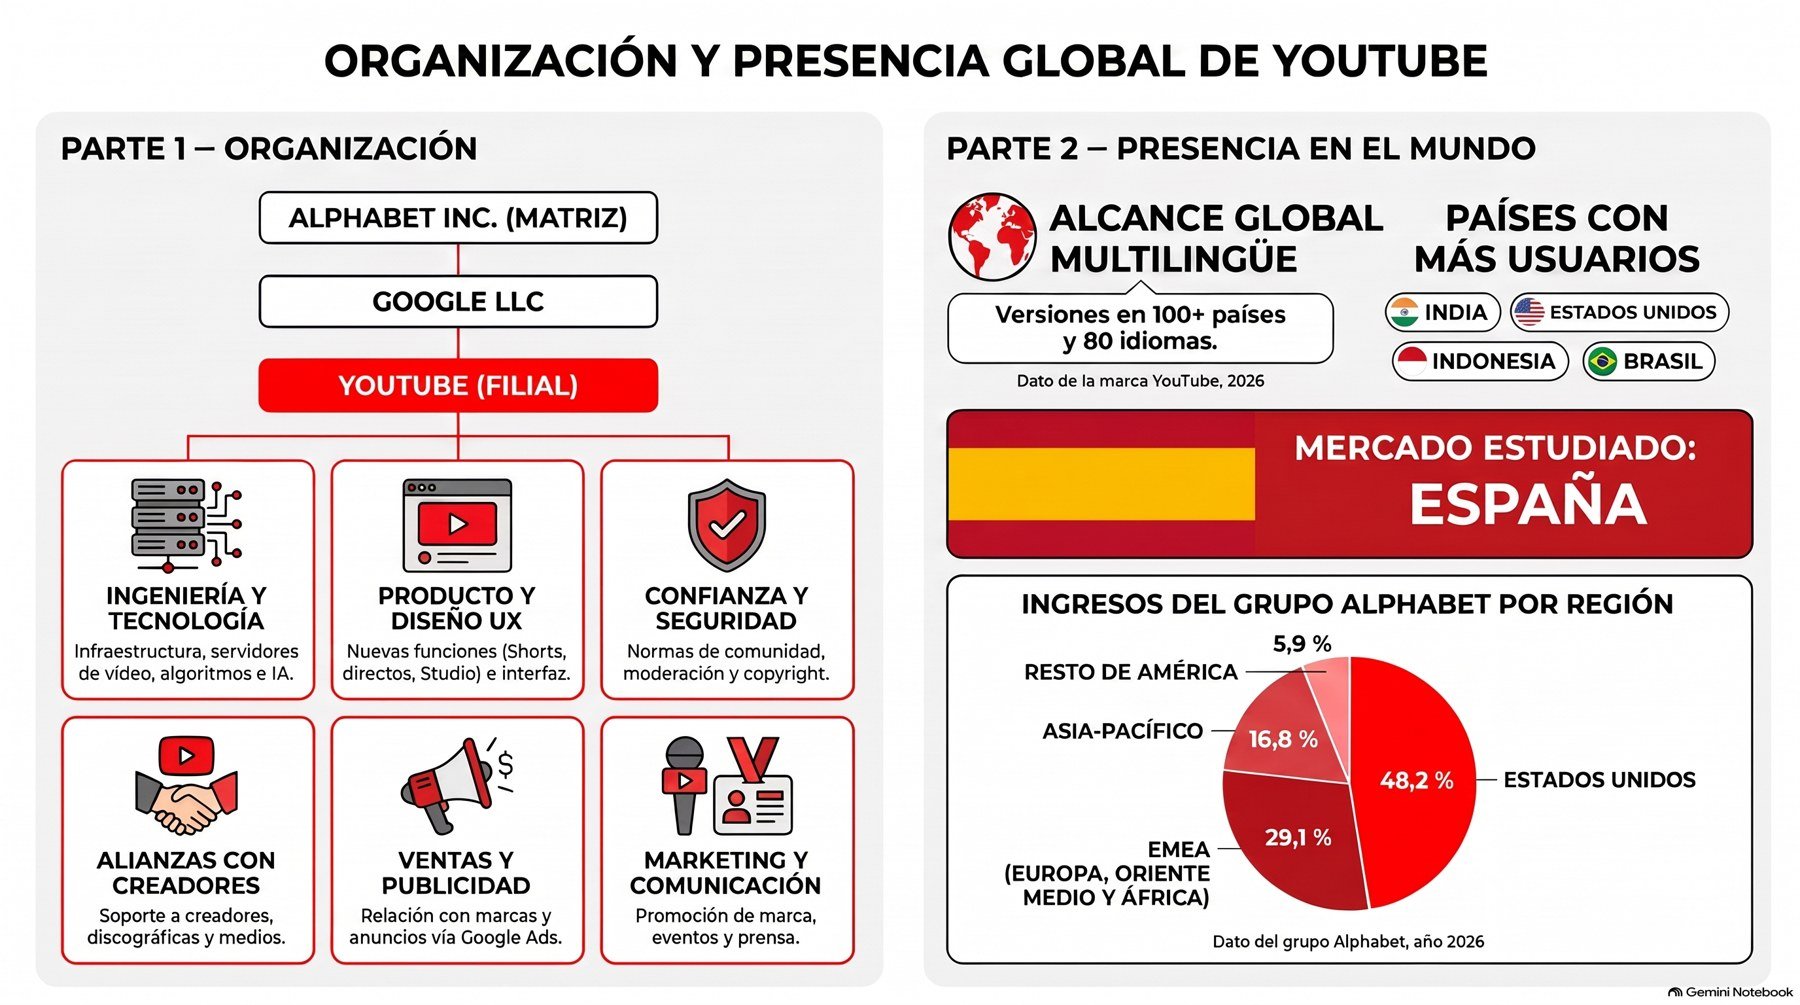 ORGANIZACIÓN Y PRESENCIA GLOBAL DE YOUTUBE
PARTE 1 – ORGANIZACIÓN
ALPHABET INC. (MATRIZ)
GOOGLE LLC
YOUTUBE (FILIAL)
INGENIERÍA Y
TECNOLOGÍA
Infraestructura, servidores
de vídeo, algoritmos e IA.
PRODUCTO Y
DISEÑO UX
Nuevas funciones (Shorts,
directos, Studio) e interfaz.
CONFIANZA Y
SEGURIDAD
Normas de comunidad,
moderación y copyright.
ALIANZAS CON
CREADORES
Soporte a creadores,
discográficas y medios.
$
VENTAS Y
PUBLICIDAD
Relación con marcas y
anuncios vía Google Ads.
MARKETING Y
COMUNICACIÓN
Promoción de marca,
eventos y prensa.
PARTE 2 – PRESENCIA EN EL MUNDO
ALCANCE GLOBAL
MULTILINGÜE
Versiones en 100+ países
y 80 idiomas.
Dato de la marca YouTube, 2026
PAÍSES CON
MÁS USUARIOS
INDIA
ESTADOS UNIDOS
INDONESIA
BRASIL
MERCADO ESTUDIADO:
ESPAÑA
INGRESOS DEL GRUPO ALPHABET POR REGIÓN
5,9 %
RESTO DE AMÉRICA
ASIA-PACÍFICO
16,8 %
48,2 %
ESTADOS UNIDOS
29,1 %
EMEA
(EUROPA, ORIENTE
MEDIO Y ÁFRICA)
Dato del grupo Alphabet, año 2026
Gemini Notebook